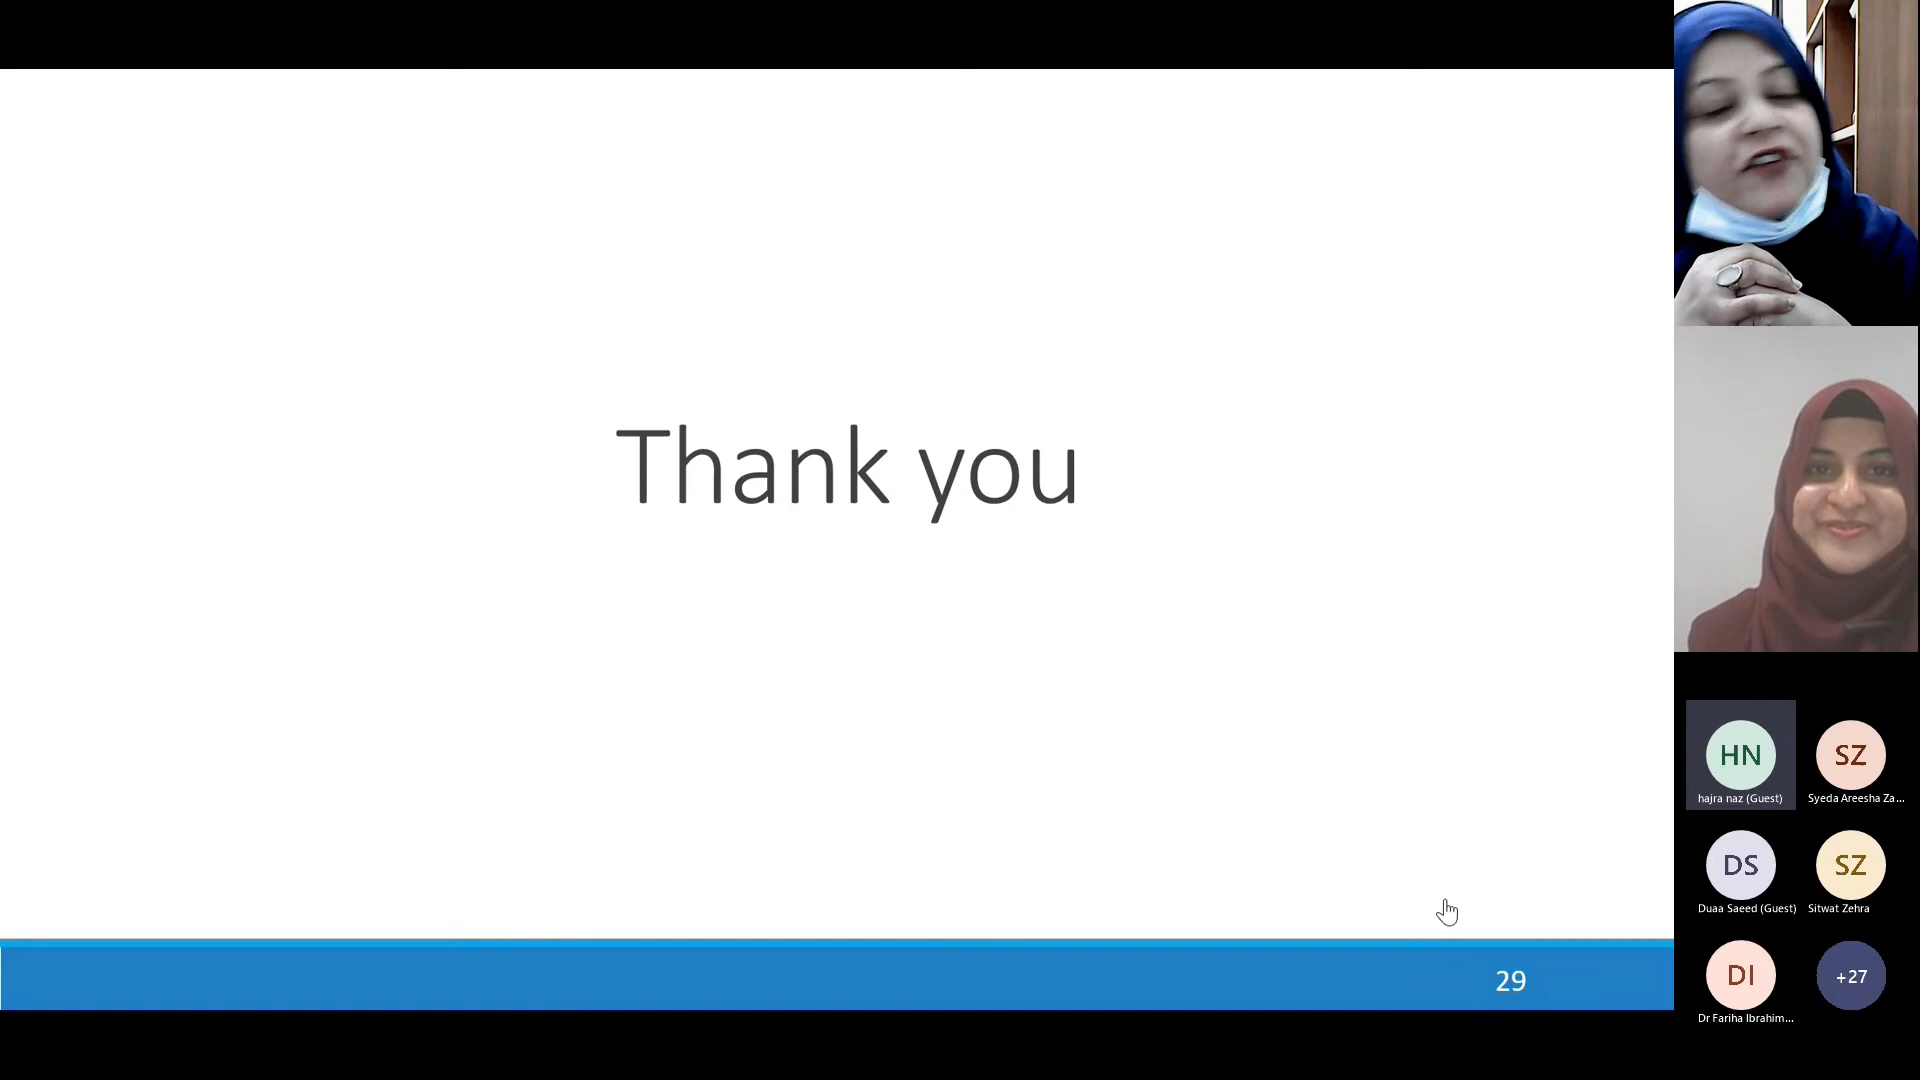 Thank you
29
HN SZ
hajra naz (Guest) Syeda Areesha Za...
DS SZ
Duaa Saeed (Guest) Sitwat Zehra
DI +27
Dr Fariha Ibrahim...